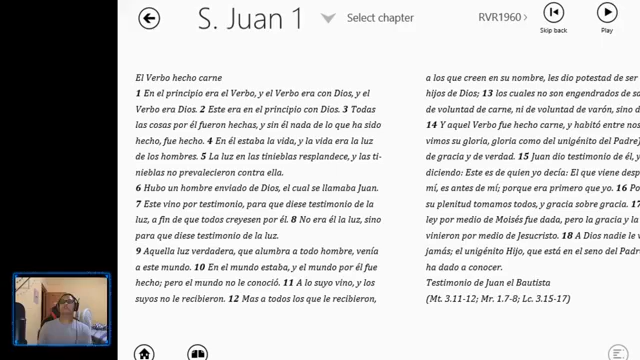 S. Juan 1
Select chapter
RVR1960
Skip back
Play
El Verbo hecho carne
1 En el principio era el Verbo, y el Verbo era con Dios, y el
Verbo era Dios. 2 Este era en el principio con Dios. 3 Todas
las cosas por él fueron hechas, y sin él nada de lo que ha sido
hecho, fue hecho. 4 En él estaba la vida, y la vida era la luz
de los hombres. 5 La luz en las tinieblas resplandece, y las ti-
nieblas no prevalecieron contra ella.
6 Hubo un hombre enviado de Dios, el cual se llamaba Juan.
7 Este vino por testimonio, para que diese testimonio de la
luz, a fin de que todos creyesen por él. 8 No era él la luz, sino
para que diese testimonio de la luz.
9 Aquella luz verdadera, que alumbra a todo hombre, venía
a este mundo. 10 En el mundo estaba, y el mundo por él fue
hecho; pero el mundo no le conoció. 11 A lo suyo vino, y los
suyos no le recibieron. 12 Mas a todos los que le recibieron,
a los que creen en su nombre, les dio potestad de ser
hijos de Dios; 13 los cuales no son engendrados de sa
de voluntad de carne, ni de voluntad de varón, sino d
14 Y aquel Verbo fue hecho carne, y habitó entre nos
vimos su gloria, gloria como del unigénito del Padre)
de gracia y de verdad. 15 Juan dio testimonio de él, y
diciendo: Este es de quien yo decía: El que viene desp
mí, es antes de mí; porque era primero que yo. 16 Po
su plenitud tomamos todos, y gracia sobre gracia. 17
ley por medio de Moisés fue dada, pero la gracia y la
vinieron por medio de Jesucristo. 18 A Dios nadie le v
jamás; el unigénito Hijo, que está en el seno del Padre
ha dado a conocer.
Testimonio de Juan el Bautista
(Mt. 3.11-12; Mr. 1.7-8; Lc. 3.15-17)